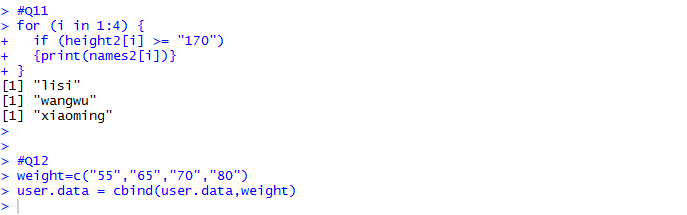 > #Q11
> for (i in 1:4) {
+   if (height2[i] >= "170")
+   {print(names2[i])}
+ }
[1] "lisi"
[1] "wangwu"
[1] "xiaoming"
>
>
> #Q12
> weight=c("55","65","70","80")
> user.data = cbind(user.data,weight)
>